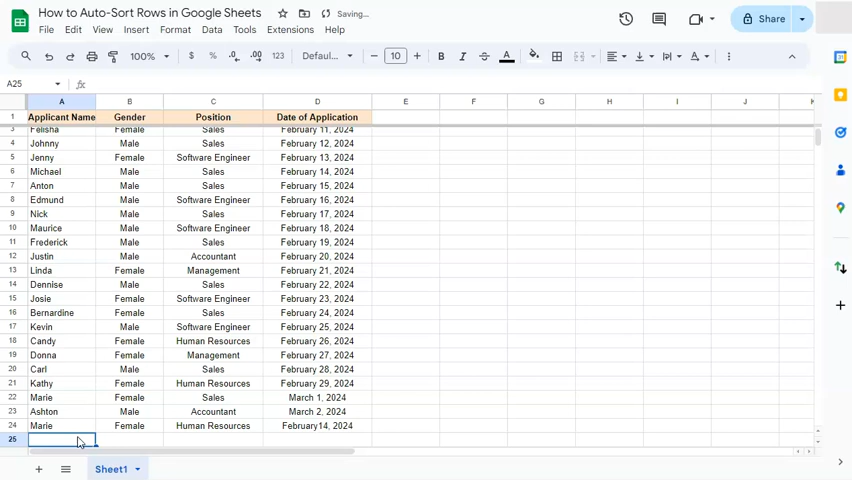 How to Auto-Sort Rows in Google Sheets Saving...
File Edit View Insert Format Data Tools Extensions Help
Share
100% $ % .0 .00 123 Defaul... 10 B I A
A25 fx
A B C D E F G H I J K
1 Applicant Name Gender Position Date of Application
3 Felisha Female Sales February 11, 2024
4 Johnny Male Sales February 12, 2024
5 Jenny Female Software Engineer February 13, 2024
6 Michael Male Sales February 14, 2024
7 Anton Male Sales February 15, 2024
8 Edmund Male Software Engineer February 16, 2024
9 Nick Male Sales February 17, 2024
10 Maurice Male Software Engineer February 18, 2024
11 Frederick Male Sales February 19, 2024
12 Justin Male Accountant February 20, 2024
13 Linda Female Management February 21, 2024
14 Dennise Male Sales February 22, 2024
15 Josie Female Software Engineer February 23, 2024
16 Bernardine Female Sales February 24, 2024
17 Kevin Male Software Engineer February 25, 2024
18 Candy Female Human Resources February 26, 2024
19 Donna Female Management February 27, 2024
20 Carl Male Sales February 28, 2024
21 Kathy Female Human Resources February 29, 2024
22 Marie Female Sales March 1, 2024
23 Ashton Male Accountant March 2, 2024
24 Marie Female Human Resources February14, 2024
25
Sheet1